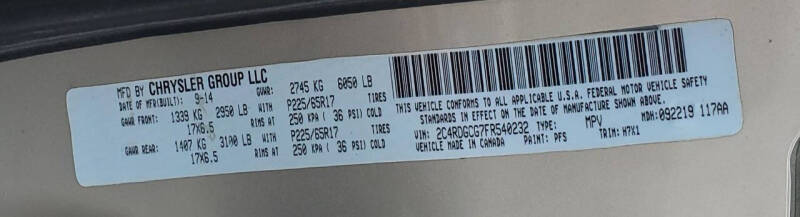 MFD BY CHRYSLER GROUP LLC
DATE OF MFR(BUILT): 9-14 GVWR: 2745 KG 6050 LB
GAWR FRONT: 1339 KG 2950 LB WITH P225/65R17 TIRES
17X6.5 RIMS AT 250 KPA ( 36 PSI) COLD
GAWR REAR: 1407 KG 3100 LB WITH P225/65R17 TIRES
17X6.5 RIMS AT 250 KPA ( 36 PSI) COLD
THIS VEHICLE CONFORMS TO ALL APPLICABLE U.S.A. FEDERAL MOTOR VEHICLE SAFETY
STANDARDS IN EFFECT ON THE DATE OF MANUFACTURE SHOWN ABOVE.
VIN: 2C4RDGCG7FR540232 TYPE: MPV MDH: 092219 117AA
VEHICLE MADE IN CANADA PAINT: PFS TRIM: H7X1